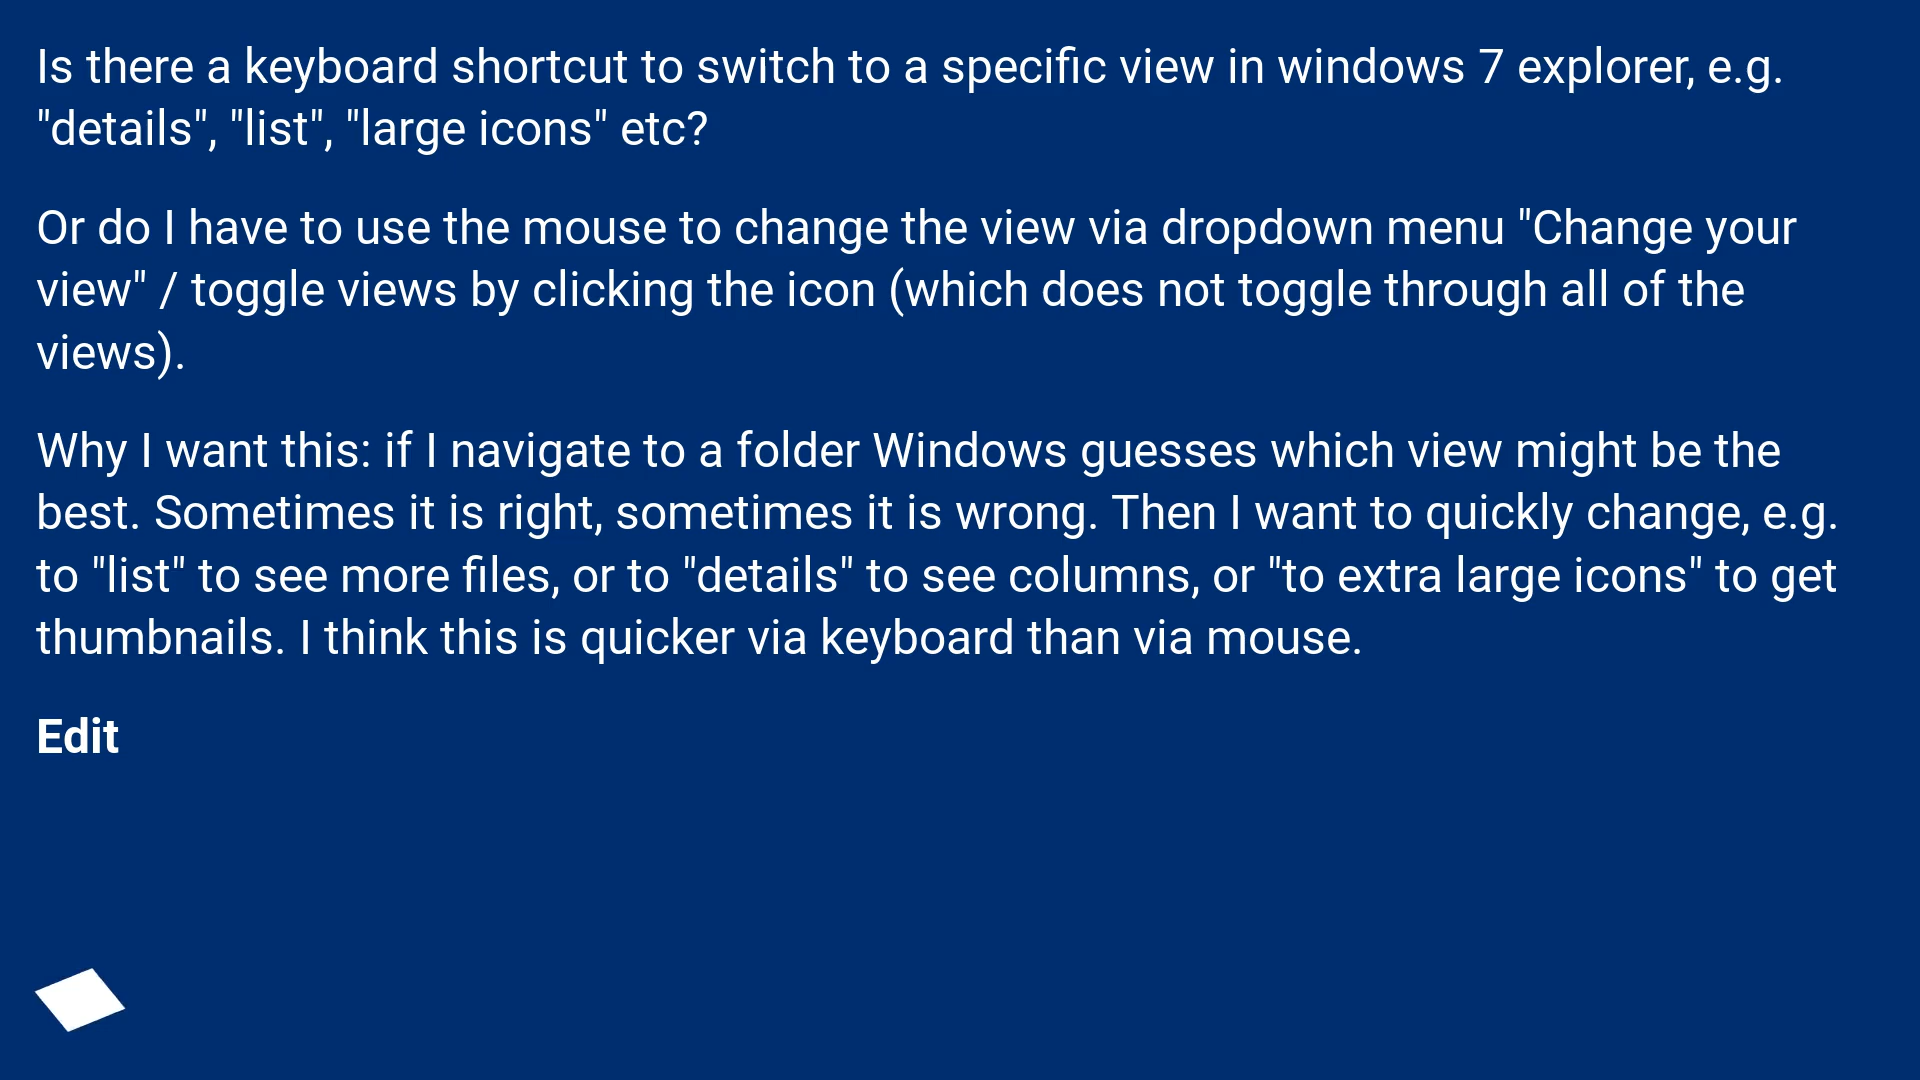 Is there a keyboard shortcut to switch to a specific view in windows 7 explorer, e.g.
"details", "list", "large icons" etc?
Or do I have to use the mouse to change the view via dropdown menu "Change your
view" / toggle views by clicking the icon (which does not toggle through all of the
views).
Why I want this: if I navigate to a folder Windows guesses which view might be the
best. Sometimes it is right, sometimes it is wrong. Then I want to quickly change, e.g.
to "list" to see more files, or to "details" to see columns, or "to extra large icons" to get
thumbnails. I think this is quicker via keyboard than via mouse.
Edit